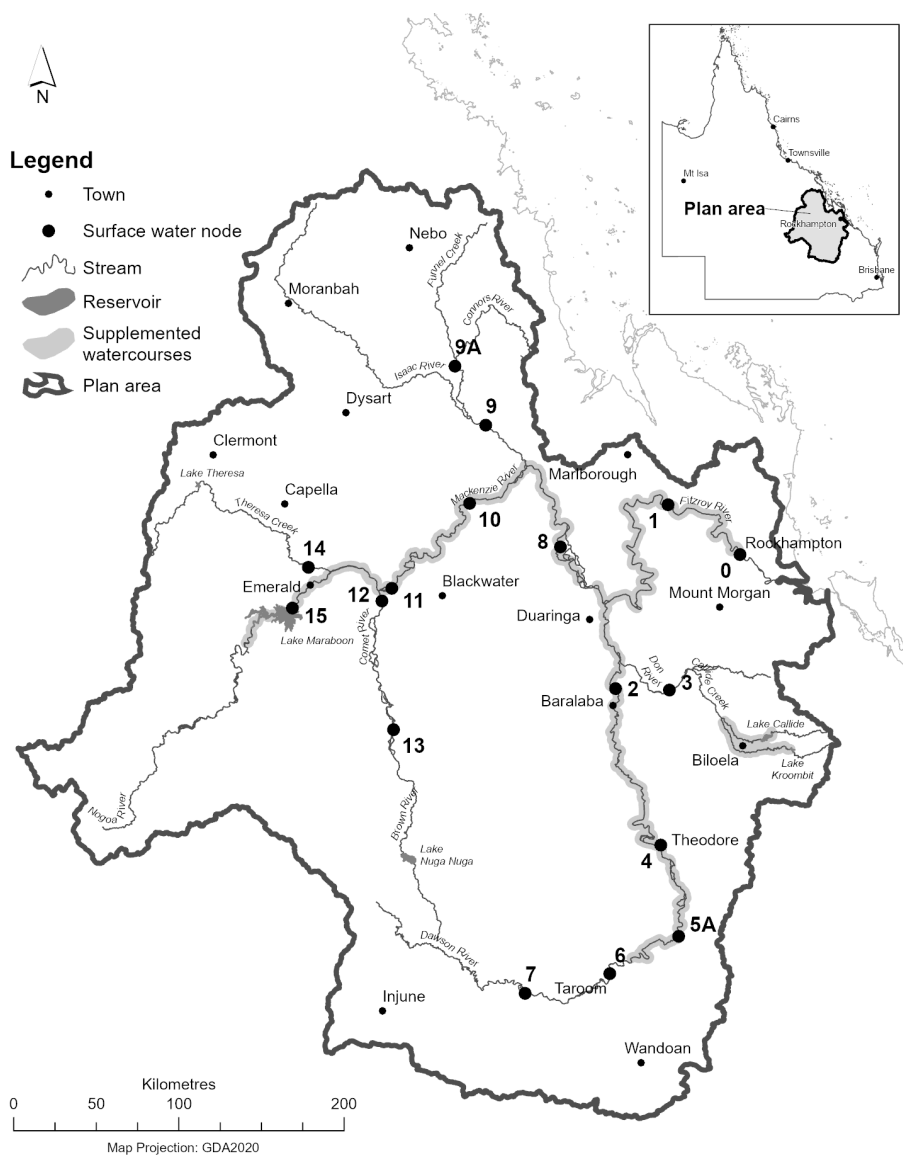 N
Legend
Town
Surface water node
Stream
Reservoir
Supplemented
watercourses
Plan area
Cairns
Townsville
Mt Isa
Plan area
Rockhampton
Brisbane
Nebo
Funnel Creek
Moranbah
Connors River
9A
Isaac River
Dysart
9
Clermont
Lake Theresa
Marlborough
Capella
Mackenzie River
Theresa Creek
10
1
Fitzroy River
14
8
Rockhampton
0
Emerald
12
11
Blackwater
Mount Morgan
15
Lake Maraboon
Comet River
Duaringa
Don
River
Callide Creek
2
3
Baralaba
13
Lake Callide
Biloela
Lake
Kroombit
Nogoa River
Brown River
Theodore
4
Lake
Nuga Nuga
5A
Dawson River
6
7
Taroom
Injune
Wandoan
Kilometres
0
50
100
200
Map Projection: GDA2020